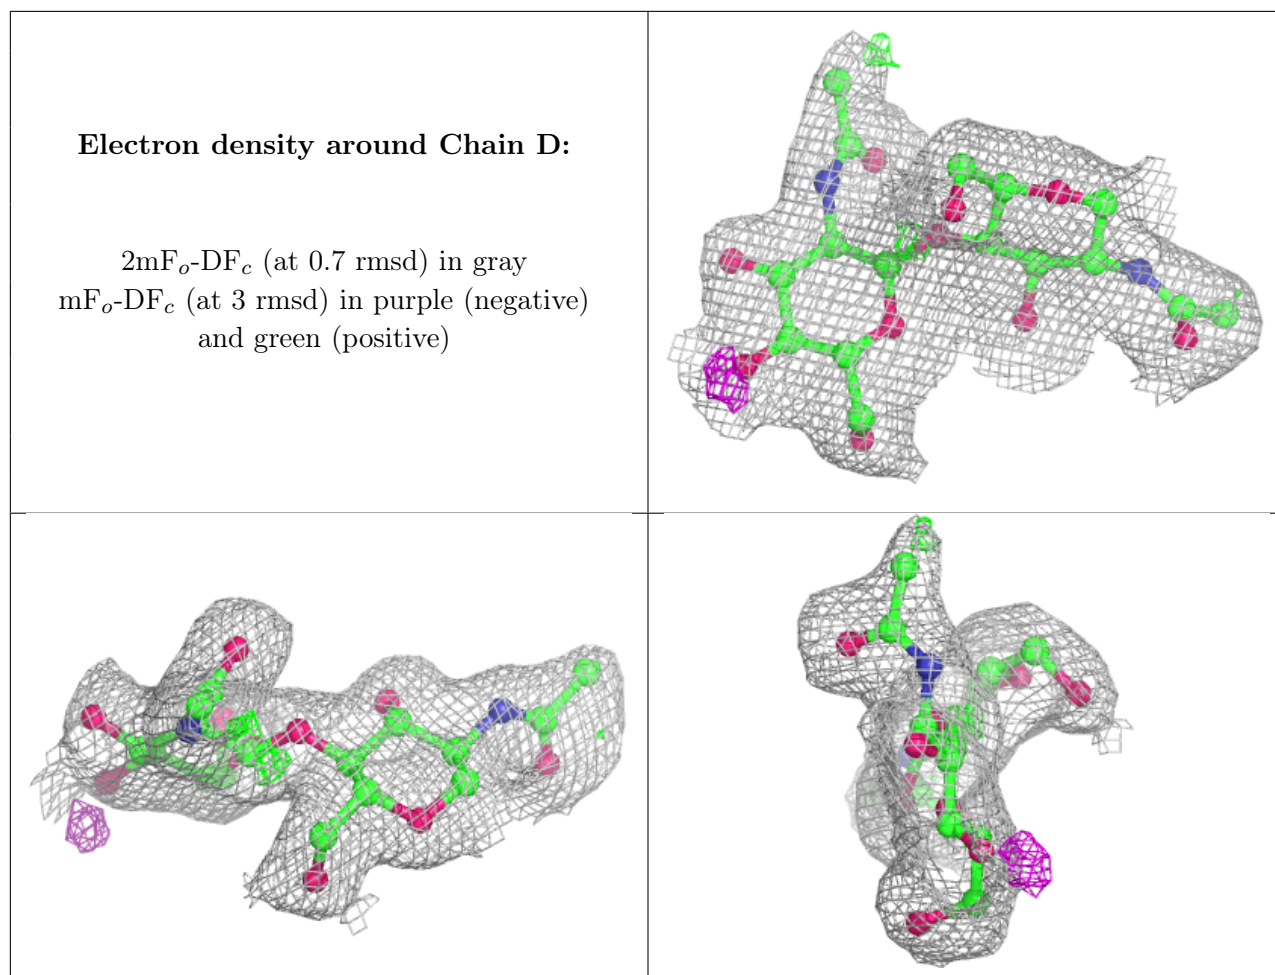 Electron density around Chain D:
2mFₒ-DF𝒸 (at 0.7 rmsd) in gray
mFₒ-DF𝒸 (at 3 rmsd) in purple (negative)
and green (positive)